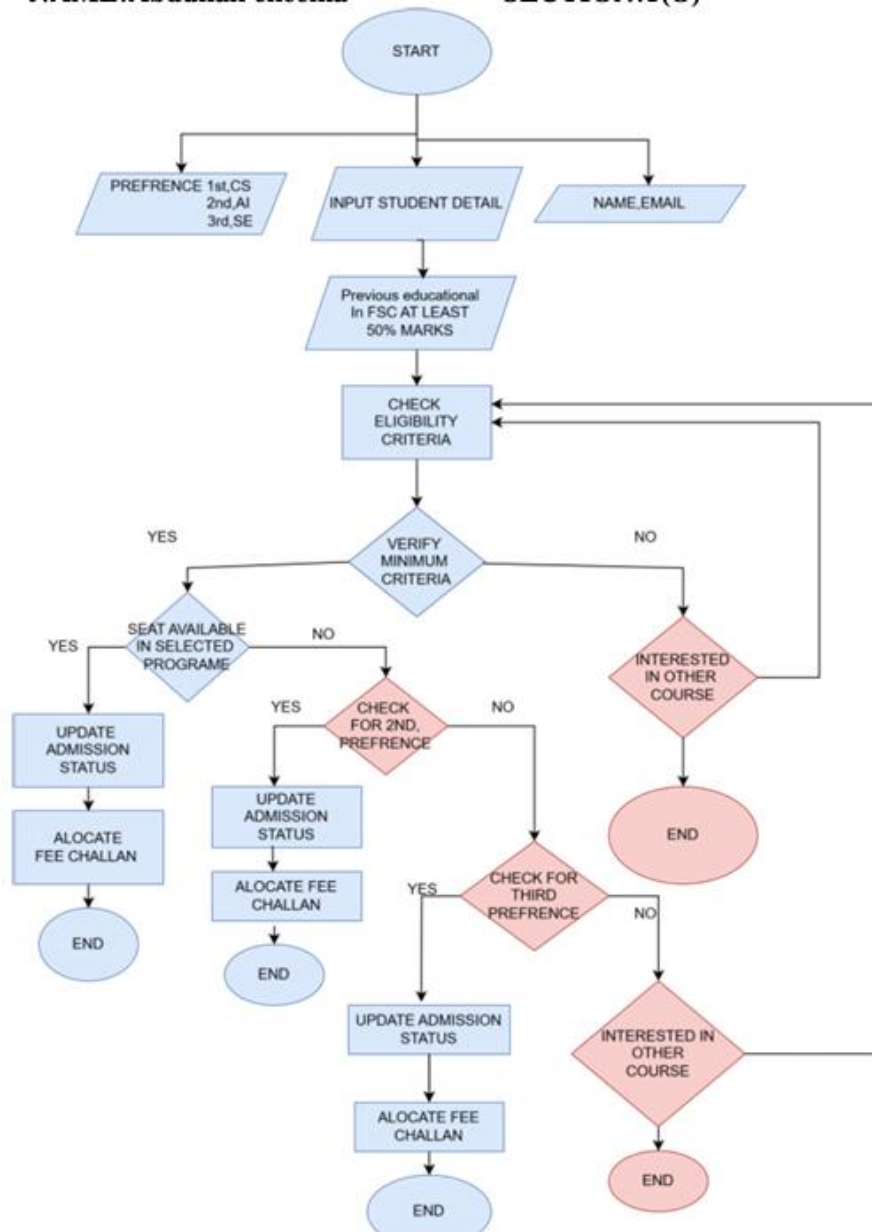 START
PREFRENCE 1st,CS
2nd,AI
3rd,SE
INPUT STUDENT DETAIL
NAME,EMAIL
Previous educational
In FSC AT LEAST
50% MARKS
CHECK
ELIGIBILITY
CRITERIA
YES
VERIFY
MINIMUM
CRITERIA
NO
YES
SEAT AVAILABLE
IN SELECTED
PROGRAME
NO
INTERESTED
IN OTHER
COURSE
YES
CHECK
FOR 2ND,
PREFRENCE
NO
UPDATE
ADMISSION
STATUS
UPDATE
ADMISSION
STATUS
END
ALOCATE
FEE CHALLAN
ALOCATE FEE
CHALLAN
YES
CHECK FOR
THIRD
PREFRENCE
NO
END
END
UPDATE ADMISSION
STATUS
INTERESTED IN
OTHER
COURSE
ALOCATE FEE
CHALLAN
END
END